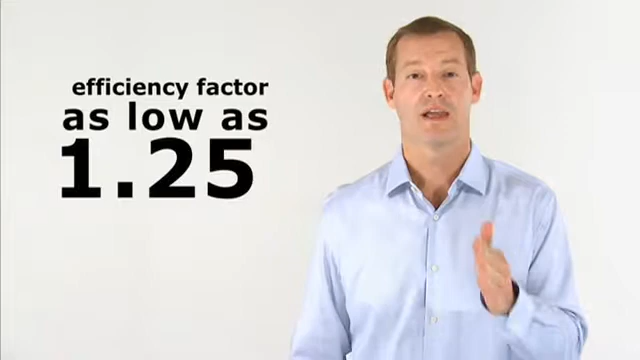 efficiency factor
as low as
1.25